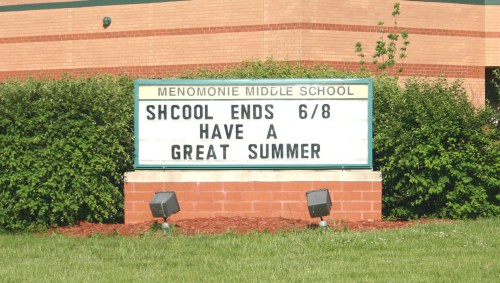 MENOMONIE MIDDLE SCHOOL
SHCOOL ENDS 6/8
HAVE A
GREAT SUMMER